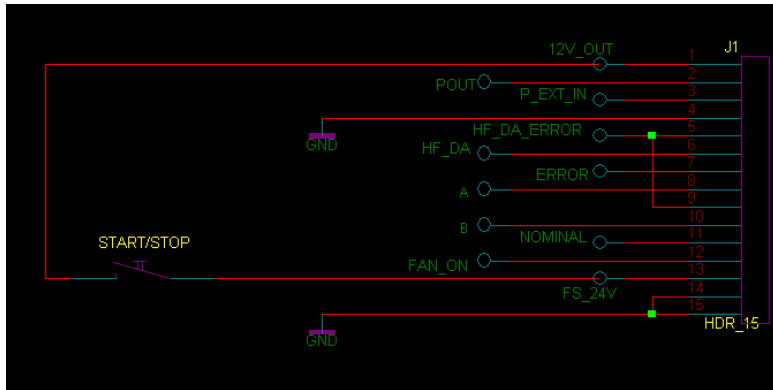 12V_OUT
1
J1
POUT
2
P_EXT_IN
3
4
GND
HF_DA_ERROR
5
HF_DA
6
ERROR
7
A
8
9
B
10
START/STOP
NOMINAL
11
FAN_ON
12
13
FS_24V
14
15
GND
HDR_15